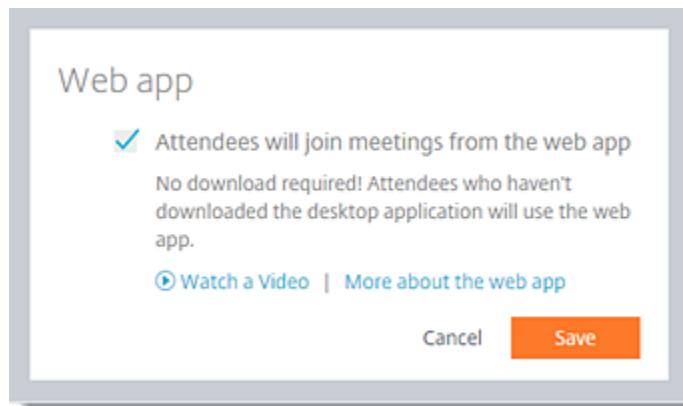 Web app
Attendees will join meetings from the web app
No download required! Attendees who haven't
downloaded the desktop application will use the web
app.
Watch a Video | More about the web app
Cancel Save